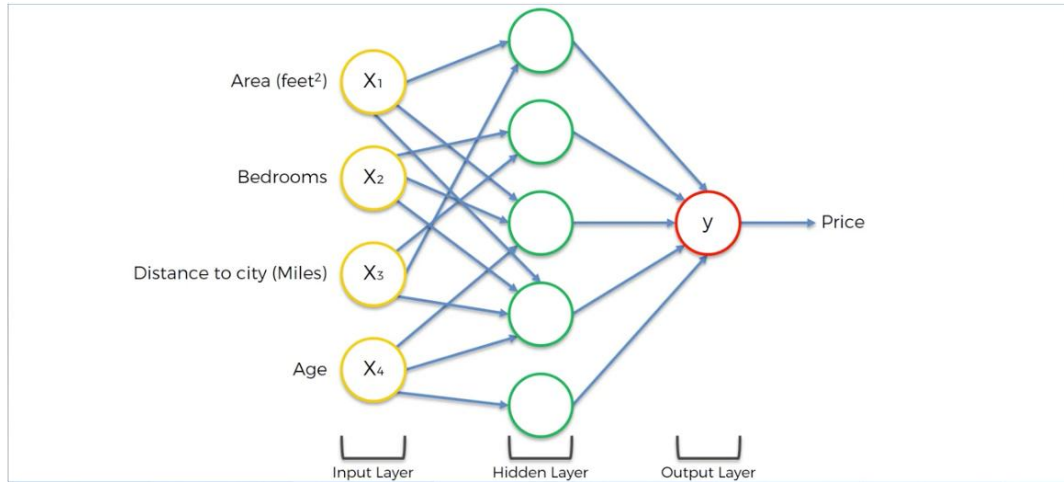 Area (feet²)
X₁
Bedrooms
X₂
Distance to city (Miles)
X₃
Age
X₄
y
Price
Input Layer
Hidden Layer
Output Layer